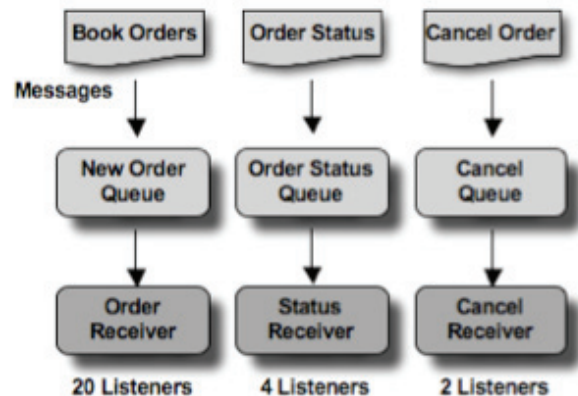 Book Orders
Order Status
Cancel Order
Messages
New Order
Queue
Order Status
Queue
Cancel
Queue
Order
Receiver
Status
Receiver
Cancel
Receiver
20 Listeners
4 Listeners
2 Listeners